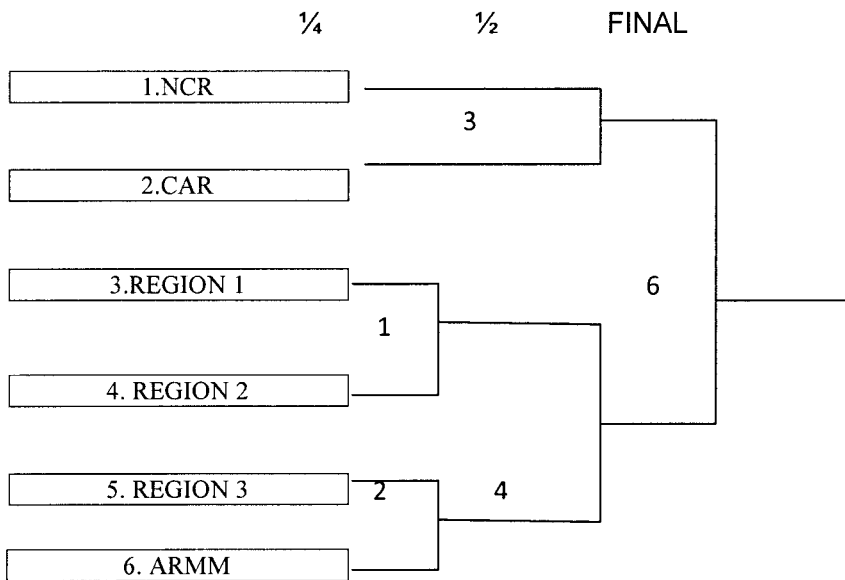 ¼ ½ FINAL
1.NCR
3
2.CAR
3.REGION 1
6
1
4. REGION 2
5. REGION 3 2 4
6. ARMM